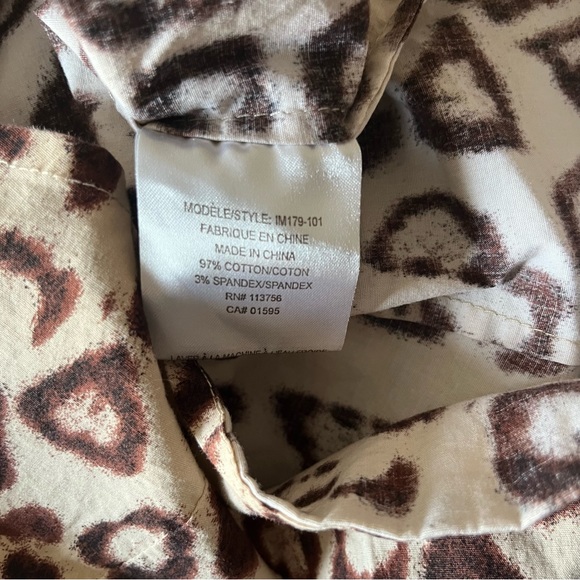 MODÈLE/STYLE: IM179-101
FABRIQUE EN CHINE
MADE IN CHINA
97% COTTON/COTON
3% SPANDEX/SPANDEX
RN# 113756
CA# 01595